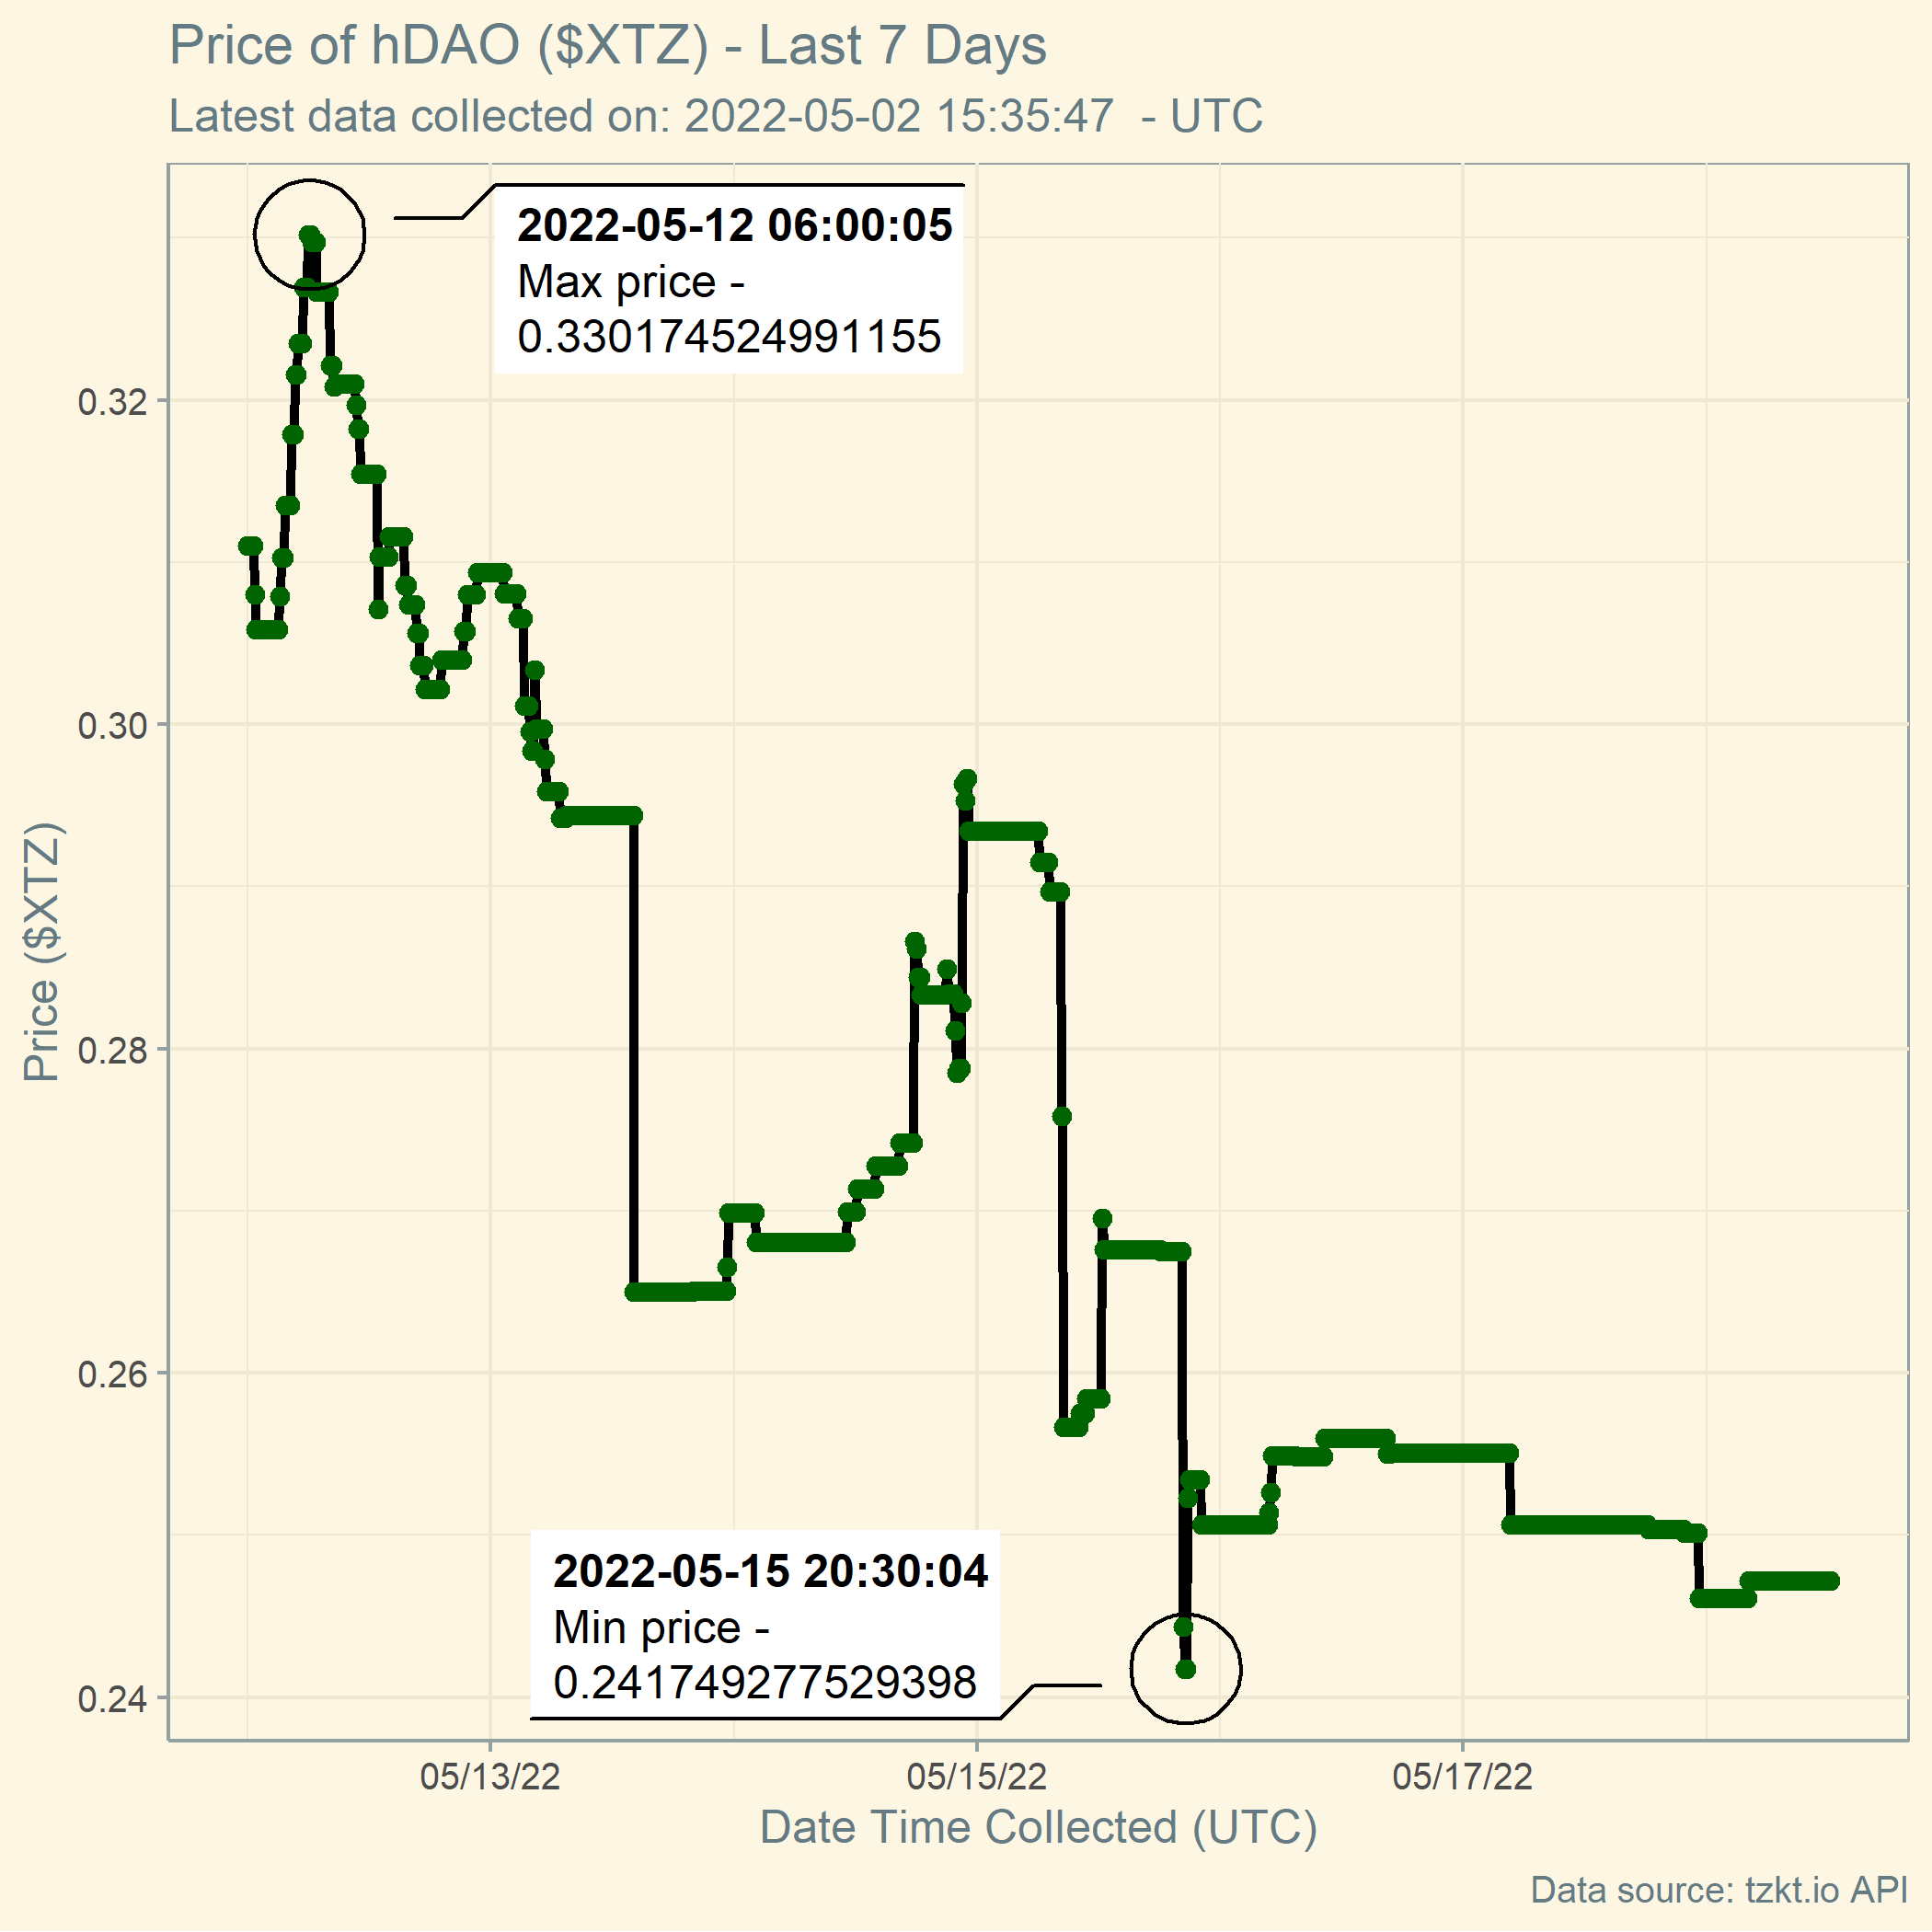 Price of hDAO ($XTZ) - Last 7 Days
Latest data collected on: 2022-05-02 15:35:47  - UTC
2022-05-12 06:00:05
Max price -
0.330174524991155
0.32
0.30
0.28
0.26
0.24
Price ($XTZ)
2022-05-15 20:30:04
Min price -
0.241749277529398
05/13/22
05/15/22
05/17/22
Date Time Collected (UTC)
Data source: tzkt.io API